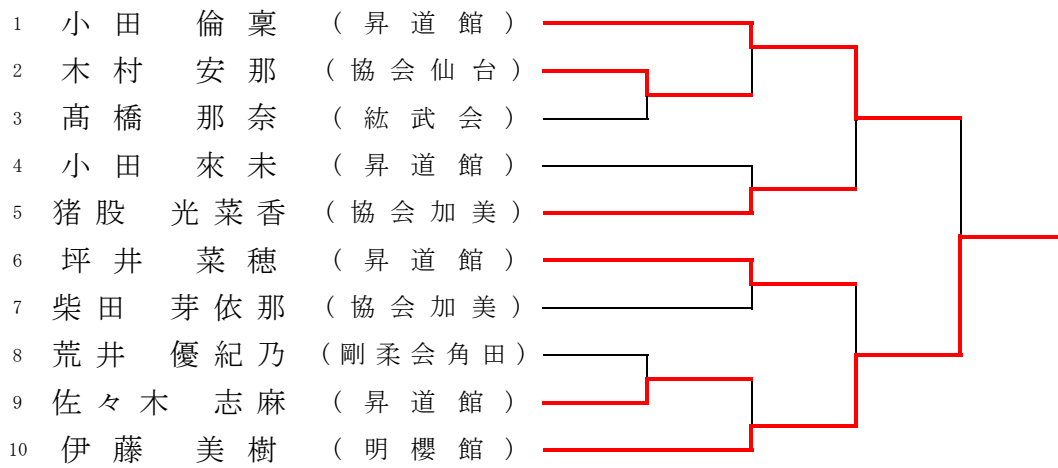 1 小田 倫稟 (昇道館)
2 木村 安那 (協会仙台)
3 髙橋 那奈 (紘武会)
4 小田 來未 (昇道館)
5 猪股 光菜香 (協会加美)
6 坪井 菜穂 (昇道館)
7 柴田 芽依那 (協会加美)
8 荒井 優紀乃 (剛柔会角田)
9 佐々木 志麻 (昇道館)
10 伊藤 美樹 (明櫻館)